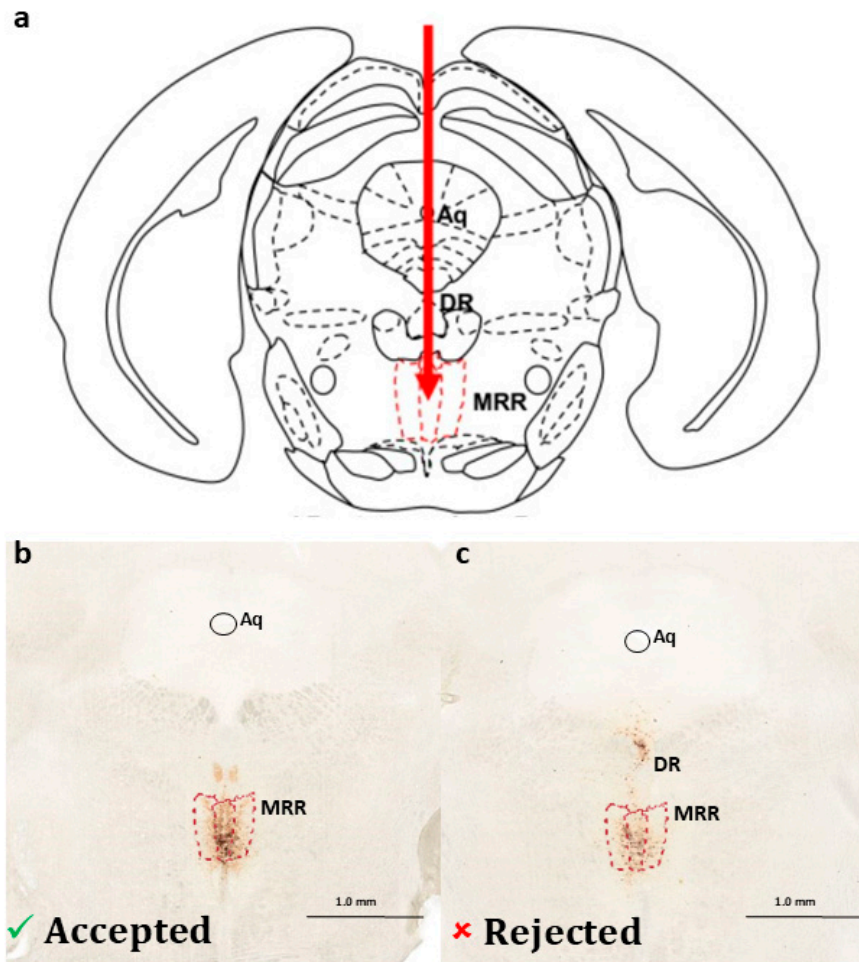 a
Aq
DR
MRR
b
c
Aq
Aq
DR
MRR
MRR
1.0 mm
1.0 mm
✓ Accepted
✘ Rejected